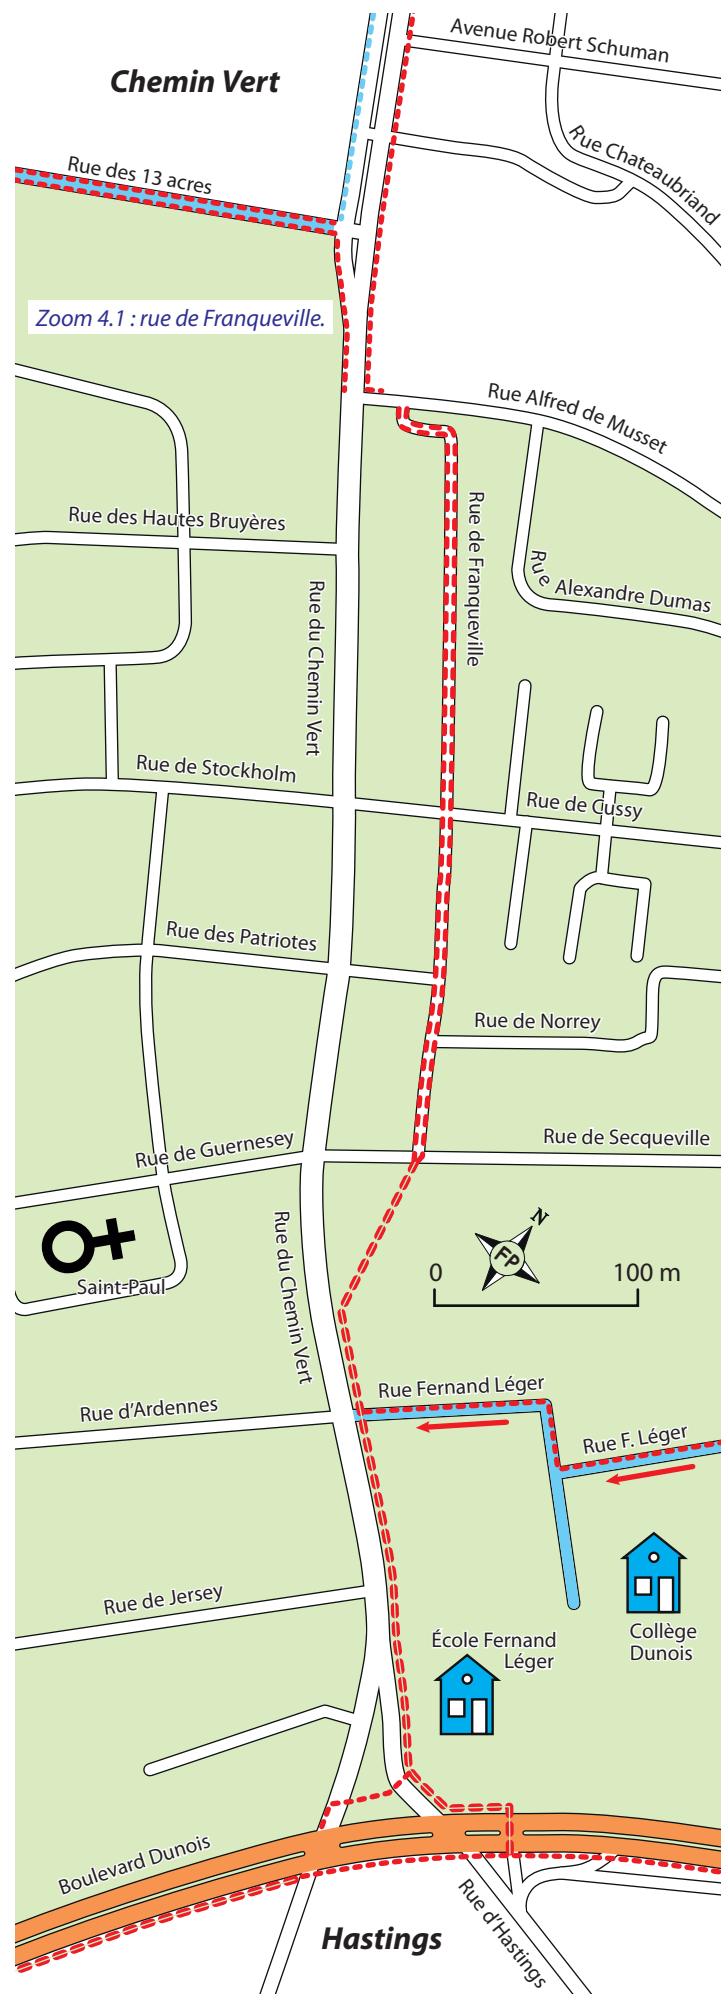 Avenue Robert Schuman
Chemin Vert
Rue Chateaubriand
Rue des 13 acres
Zoom 4.1 : rue de Franqueville.
Rue Alfred de Musset
Rue des Hautes Bruyères
Rue de Franqueville
Rue
Alexandre Dumas
Rue du Chemin Vert
Rue de Stockholm
Rue de Cussy
Rue des Patriotes
Rue de Norrey
Rue de Guernesey
Rue de Secqueville
N
FP
0
100 m
Saint-Paul
Rue du Chemin Vert
Rue Fernand Léger
Rue d'Ardennes
Rue F. Léger
Rue de Jersey
École Fernand
Léger
Collège
Dunois
Boulevard Dunois
Rue d'Hastings
Hastings